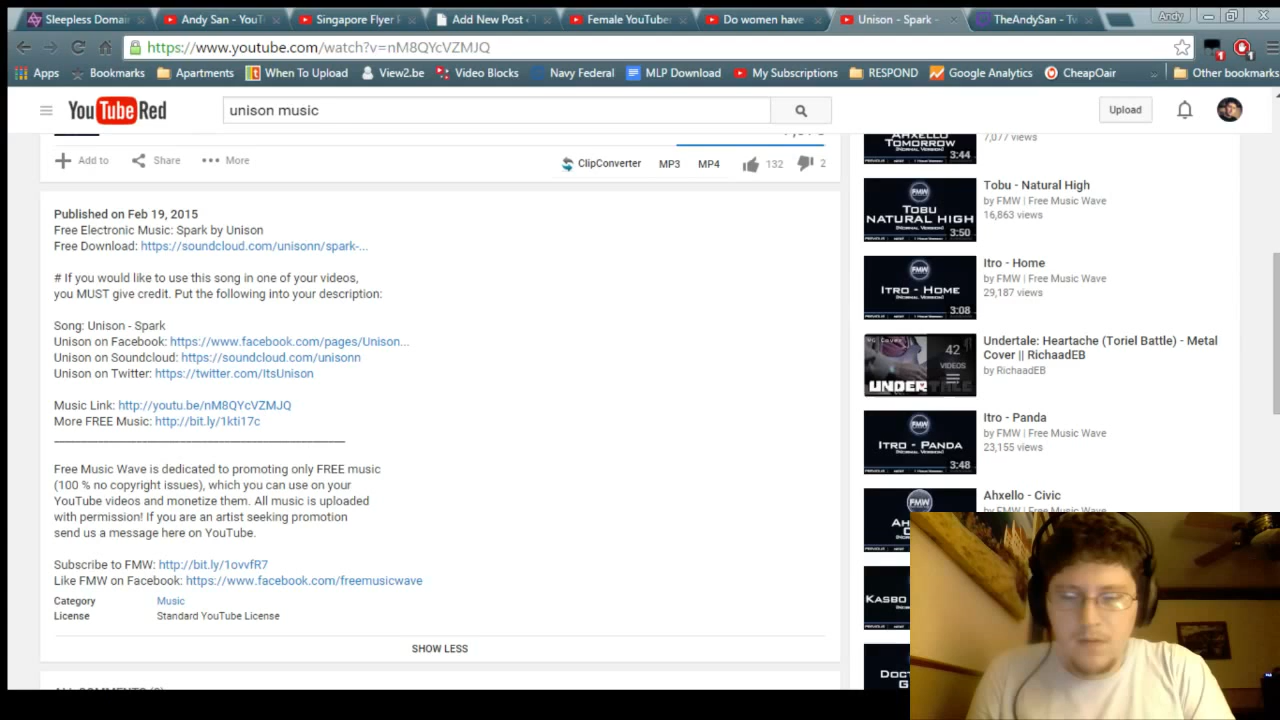 Sleepless Doma
Andy San - YouT
Singapore Flyer
Add New Post
Female YouTuber
Do women have
Unison - Spark -
TheAndySan - Tw
Andy
https://www.youtube.com/watch?v=nM8QYcVZMJQ
Apps
Bookmarks
Apartments
When To Upload
View2.be
Video Blocks
Navy Federal
MLP Download
My Subscriptions
RESPOND
Google Analytics
CheapOair
Other bookmarks
YouTube Red
unison music
Upload
Add to
Share
More
ClipConverter
MP3
MP4
132
2
Published on Feb 19, 2015
Free Electronic Music: Spark by Unison
Free Download: https://soundcloud.com/unisonn/spark-...
# If you would like to use this song in one of your videos,
you MUST give credit. Put the following into your description:
Song: Unison - Spark
Unison on Facebook: https://www.facebook.com/pages/Unison...
Unison on Soundcloud: https://soundcloud.com/unisonn
Unison on Twitter: https://twitter.com/ItsUnison
Music Link: http://youtu.be/nM8QYcVZMJQ
More FREE Music: http://bit.ly/1kti17c
Free Music Wave is dedicated to promoting only FREE music
(100 % no copyright issues), which you can use on your
YouTube videos and monetize them. All music is uploaded
with permission! If you are an artist seeking promotion
send us a message here on YouTube.
Subscribe to FMW: http://bit.ly/1ovvfR7
Like FMW on Facebook: https://www.facebook.com/freemusicwave
Category Music
License Standard YouTube License
SHOW LESS
AHXELLO
TOMORROW
3:44
7,077 views
FMW
TOBU
NATURAL HIGH
3:50
Tobu - Natural High
by FMW | Free Music Wave
16,863 views
FMW
ITRO - HOME
3:08
Itro - Home
by FMW | Free Music Wave
29,187 views
42
VIDEOS
UNDERTALE
Undertale: Heartache (Toriel Battle) - Metal
Cover || RichaadEB
by RichaadEB
FMW
ITRO - PANDA
3:48
Itro - Panda
by FMW | Free Music Wave
23,155 views
FMW
Ahxello - Civic
by FMW | Free Music Wave
KASBO
DOCT